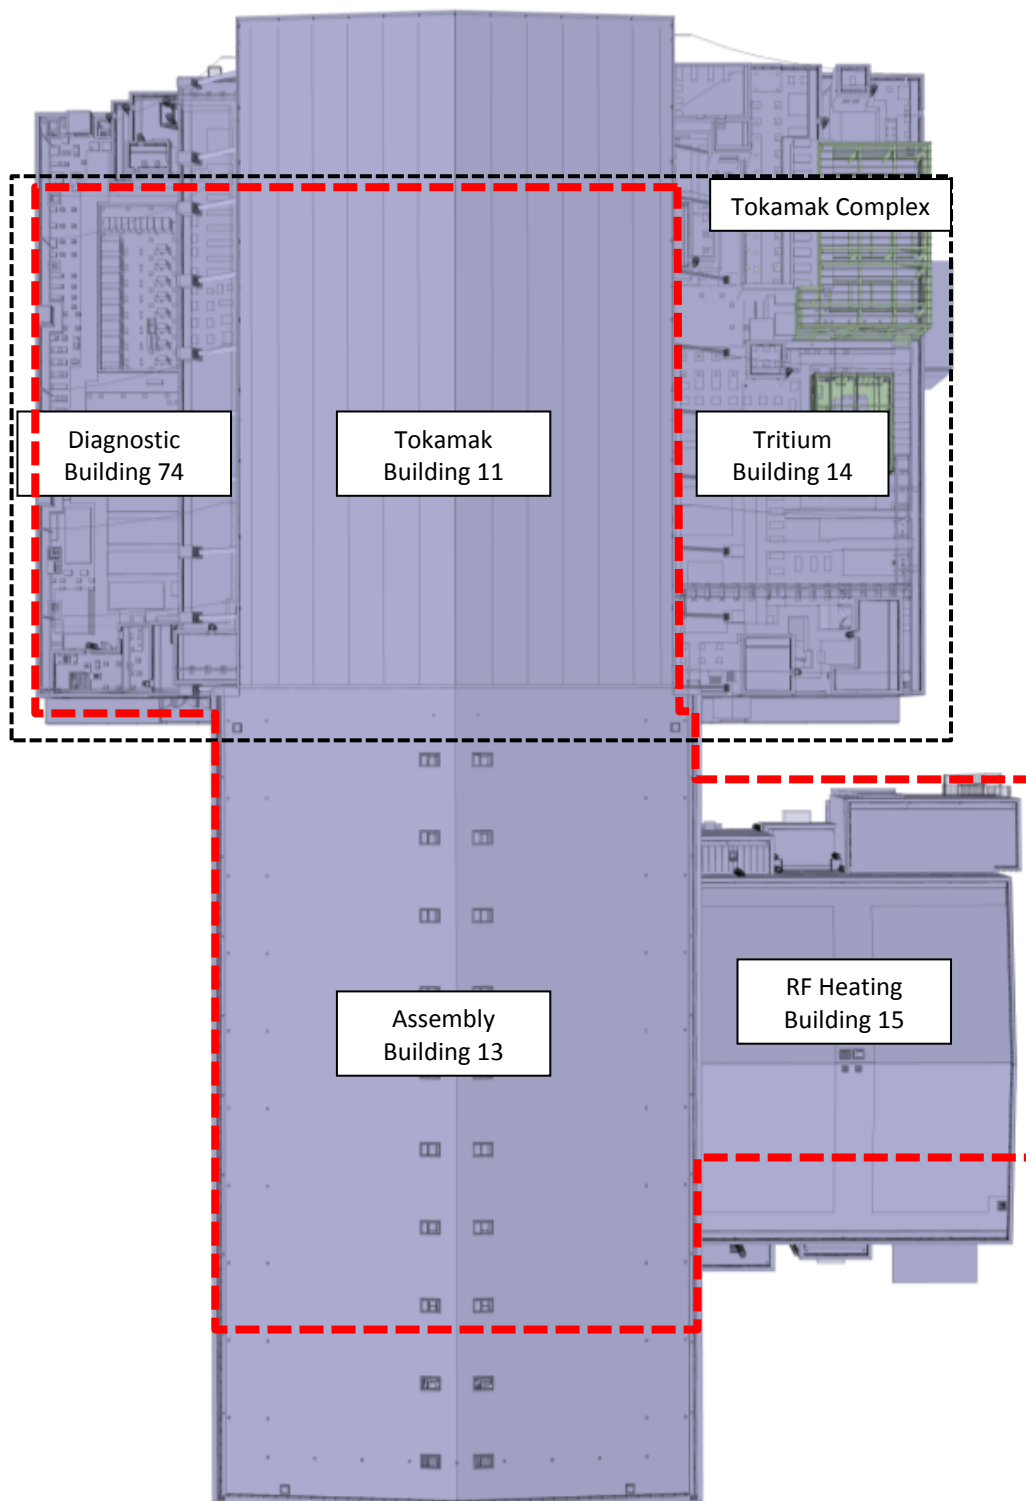 Tokamak Complex
Diagnostic
Building 74
Tokamak
Building 11
Tritium
Building 14
Assembly
Building 13
RF Heating
Building 15